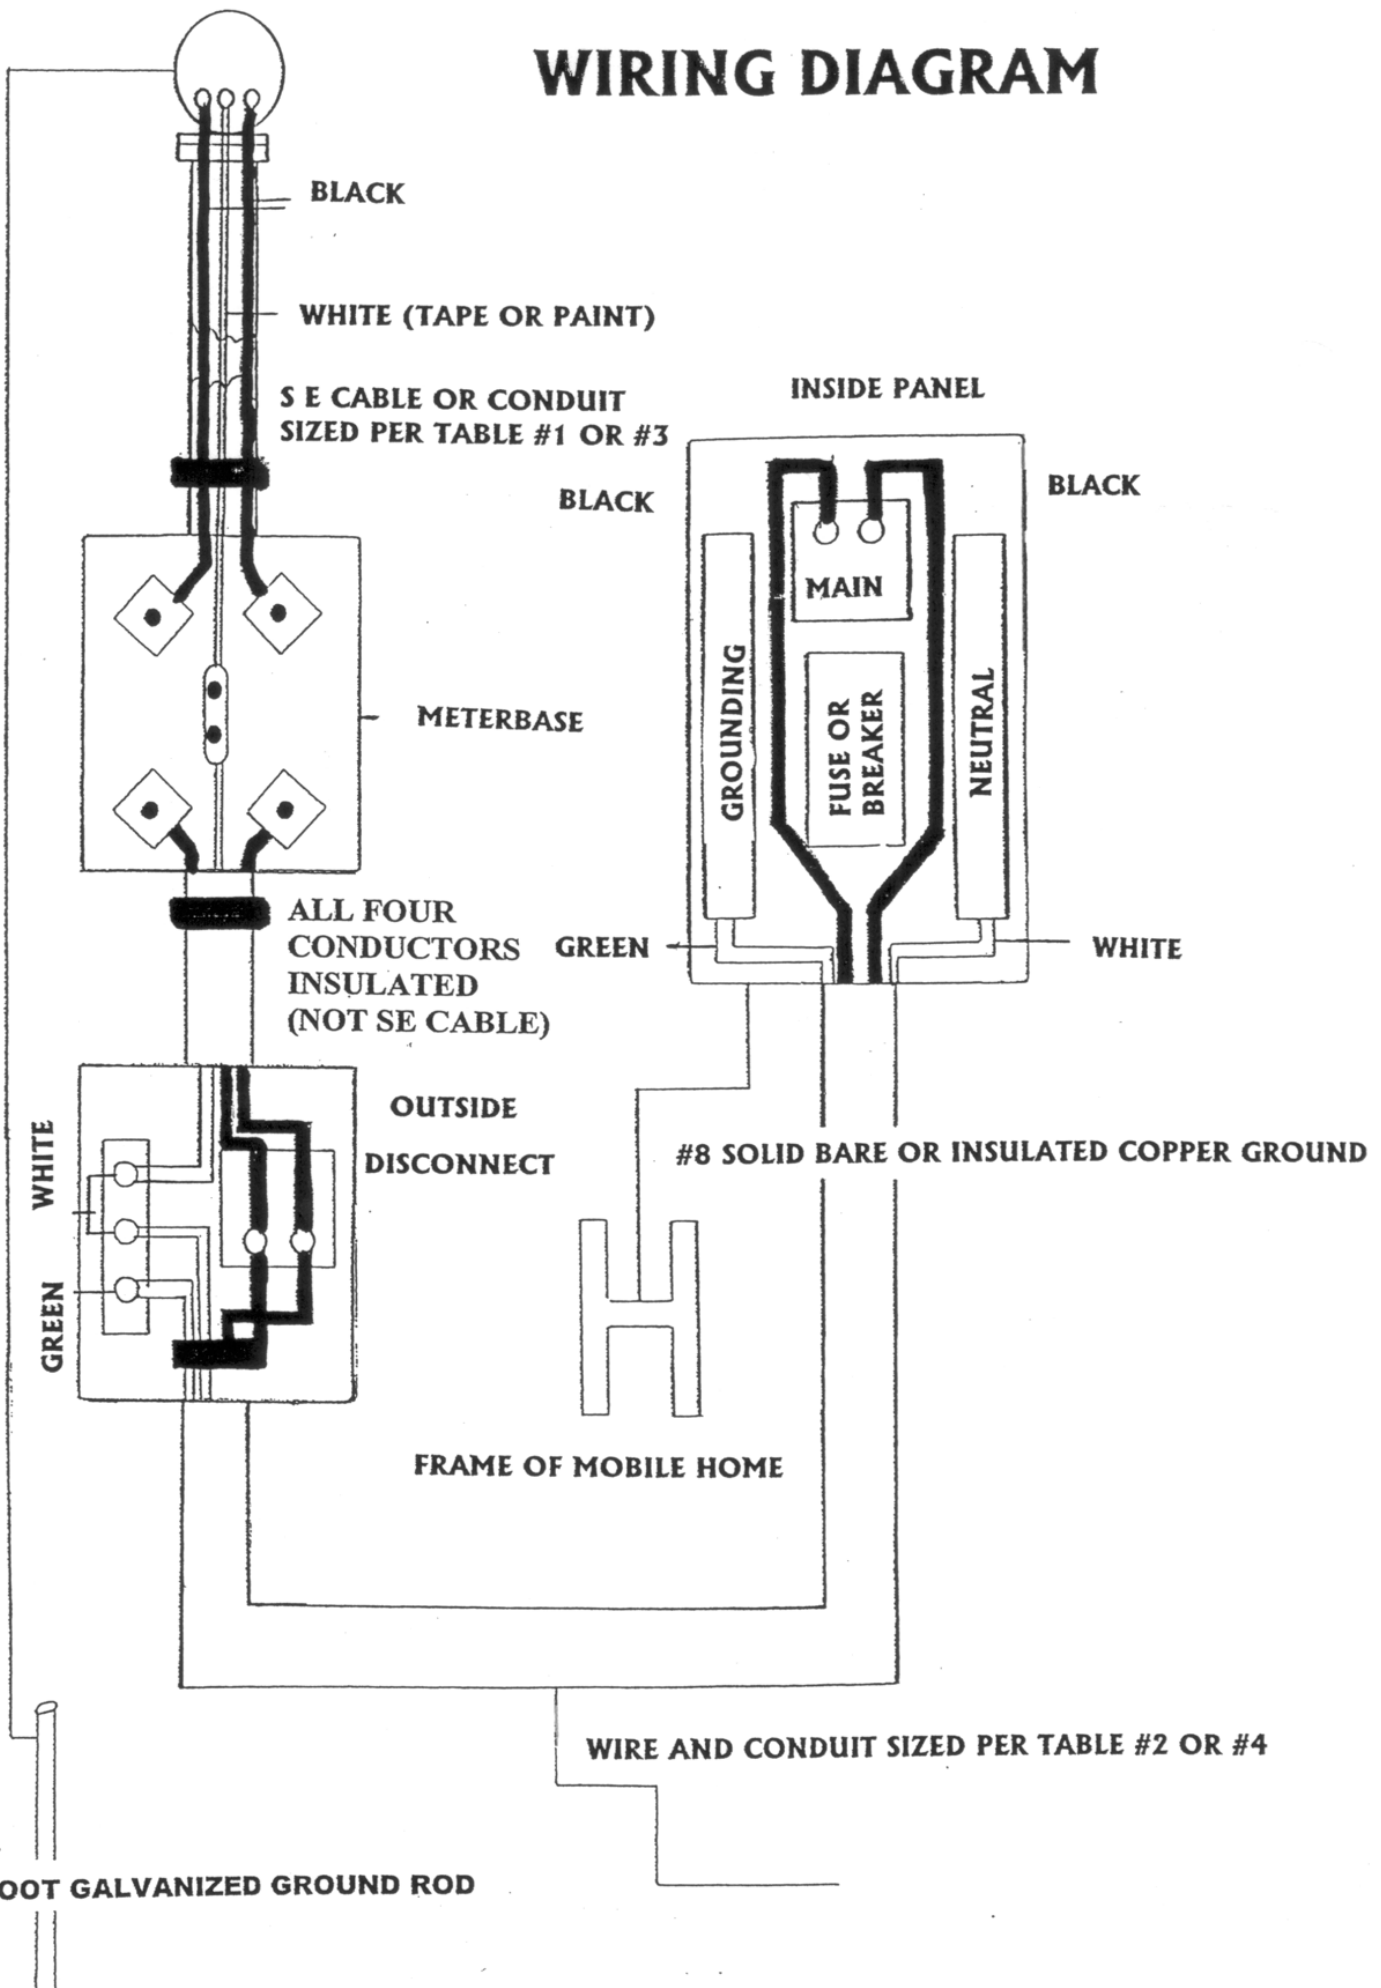 WIRING DIAGRAM
BLACK
WHITE (TAPE OR PAINT)
S E CABLE OR CONDUIT
SIZED PER TABLE #1 OR #3
INSIDE PANEL
BLACK
BLACK
MAIN
GROUNDING
FUSE OR
BREAKER
NEUTRAL
METERBASE
ALL FOUR
CONDUCTORS
INSULATED
(NOT SE CABLE)
GREEN
WHITE
OUTSIDE
DISCONNECT
WHITE
GREEN
#8 SOLID BARE OR INSULATED COPPER GROUND
FRAME OF MOBILE HOME
WIRE AND CONDUIT SIZED PER TABLE #2 OR #4
OOT GALVANIZED GROUND ROD